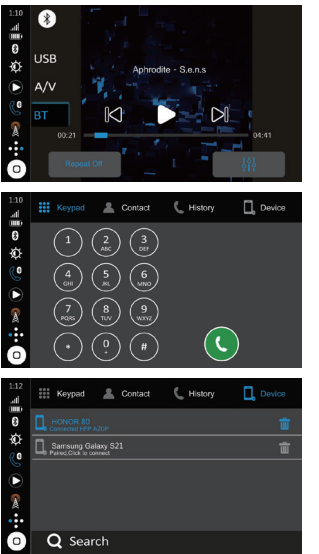 1:10
USB
Aphrodite - S.e.n.s
A/V
BT
00:21
04:41
Repeat Off
1:10
Keypad Contact History Device
1 2 ABC 3 DEF
4 GHI 5 JKL 6 MNO
7 PQRS 8 TUV 9 WXYZ
* 0 + #
1:12
Keypad Contact History Device
HONOR 80
Connected HFP A2DP
Samsung Galaxy S21
Paired,Click to connect
Search